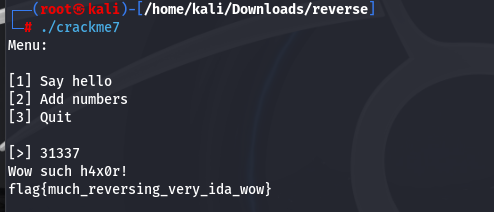 ┌──(root㉿kali)-[/home/kali/Downloads/reverse]
└─# ./crackme7
Menu:
[1] Say hello
[2] Add numbers
[3] Quit
[>] 31337
Wow such h4x0r!
flag{much_reversing_very_ida_wow}